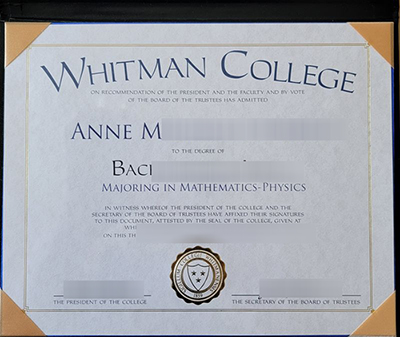 WHITMAN COLLEGE
ON RECOMMENDATION OF THE PRESIDENT AND THE FACULTY AND BY VOTE
OF THE BOARD OF THE TRUSTEES HAS ADMITTED
ANNE M
TO THE DEGREE OF
BAC
MAJORING IN MATHEMATICS-PHYSICS
IN WITNESS WHEREOF THE PRESIDENT OF THE COLLEGE AND THE
SECRETARY OF THE BOARD OF TRUSTEES HAVE AFFIXED THEIR SIGNATURES
TO THIS DOCUMENT, ATTESTED BY THE SEAL OF THE COLLEGE, GIVEN AT
WHI
ON THIS TH
THE PRESIDENT OF THE COLLEGE
THE SECRETARY OF THE BOARD OF TRUSTEES